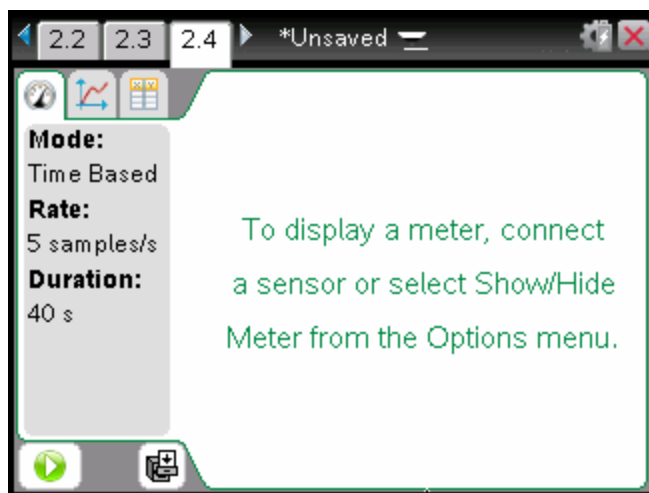 2.2 2.3 2.4 *Unsaved
Mode:
Time Based
Rate:
5 samples/s
Duration:
40 s
To display a meter, connect
a sensor or select Show/Hide
Meter from the Options menu.